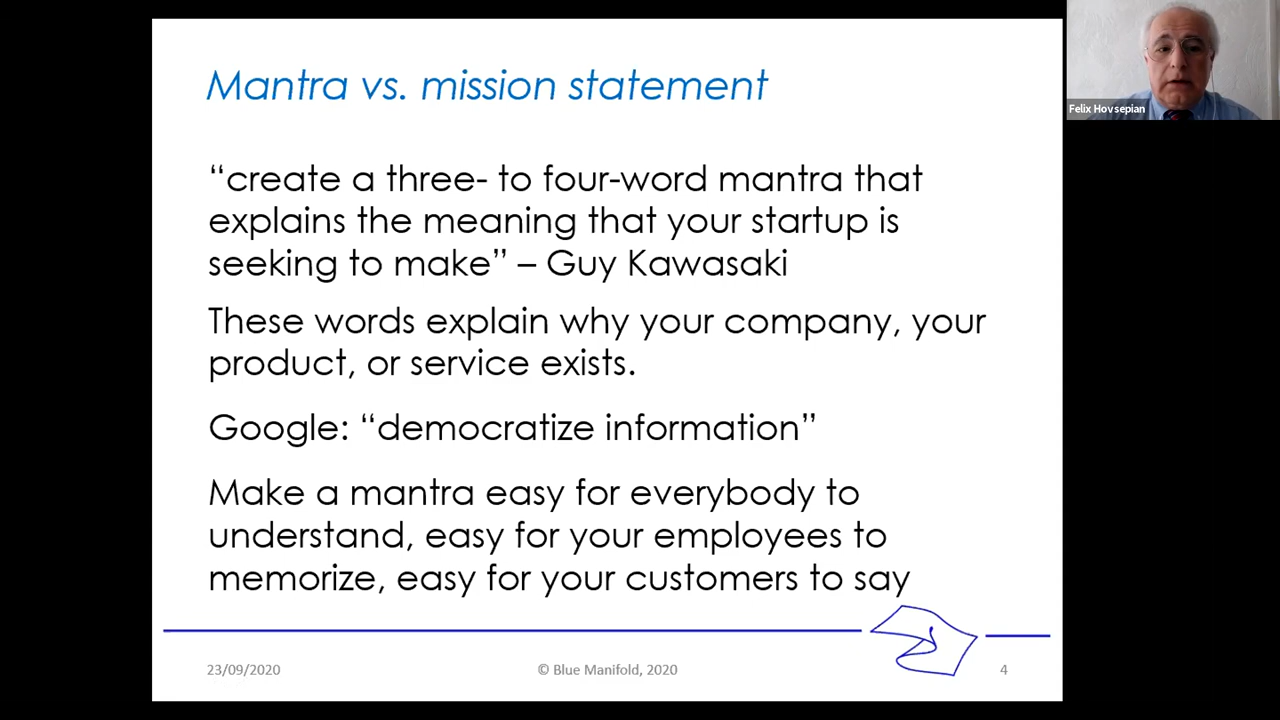 Mantra vs. mission statement
Felix Hovsepian
“create a three- to four-word mantra that
explains the meaning that your startup is
seeking to make” – Guy Kawasaki
These words explain why your company, your
product, or service exists.
Google: “democratize information”
Make a mantra easy for everybody to
understand, easy for your employees to
memorize, easy for your customers to say
23/09/2020
© Blue Manifold, 2020
4